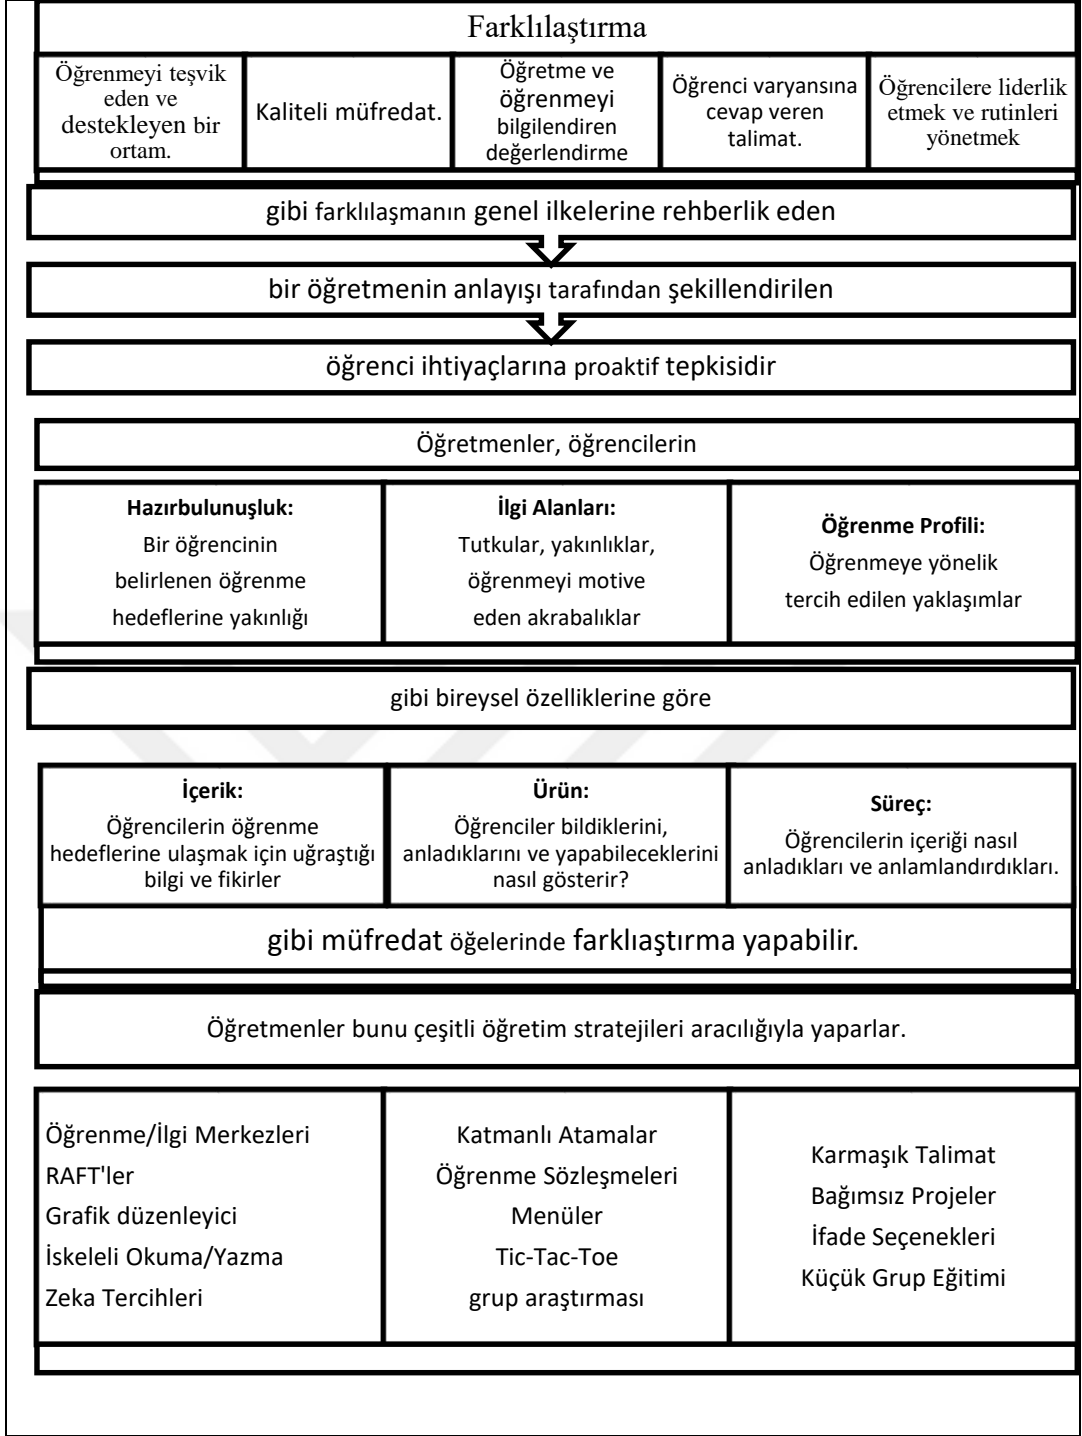 Farklılaştırma
Öğrenmeyi teşvik
eden ve
destekleyen bir
ortam.
Kaliteli müfredat.
Öğretme ve
öğrenmeyi
bilgilendiren
değerlendirme
Öğrenci varyansına
cevap veren
talimat.
Öğrencilere liderlik
etmek ve rutinleri
yönetmek
gibi farklılaşmanın genel ilkelerine rehberlik eden
bir öğretmenin anlayışı tarafından şekillendirilen
öğrenci ihtiyaçlarına proaktif tepkisidir
Öğretmenler, öğrencilerin
Hazırbulunuşluk:
Bir öğrencinin
belirlenen öğrenme
hedeflerine yakınlığı
İlgi Alanları:
Tutkular, yakınlıklar,
öğrenmeyi motive
eden akrabalıklar
Öğrenme Profili:
Öğrenmeye yönelik
tercih edilen yaklaşımlar
gibi bireysel özelliklerine göre
İçerik:
Öğrencilerin öğrenme
hedeflerine ulaşmak için uğraştığı
bilgi ve fikirler
Ürün:
Öğrenciler bildiklerini,
anladıklarını ve yapabileceklerini
nasıl gösterir?
Süreç:
Öğrencilerin içeriği nasıl
anladıkları ve anlamlandırdıkları.
gibi müfredat öğelerinde farklıaştırma yapabilir.
Öğretmenler bunu çeşitli öğretim stratejileri aracılığıyla yaparlar.
Öğrenme/İlgi Merkezleri
RAFT'ler
Grafik düzenleyici
İskeleli Okuma/Yazma
Zeka Tercihleri
Katmanlı Atamalar
Öğrenme Sözleşmeleri
Menüler
Tic-Tac-Toe
grup araştırması
Karmaşık Talimat
Bağımsız Projeler
İfade Seçenekleri
Küçük Grup Eğitimi